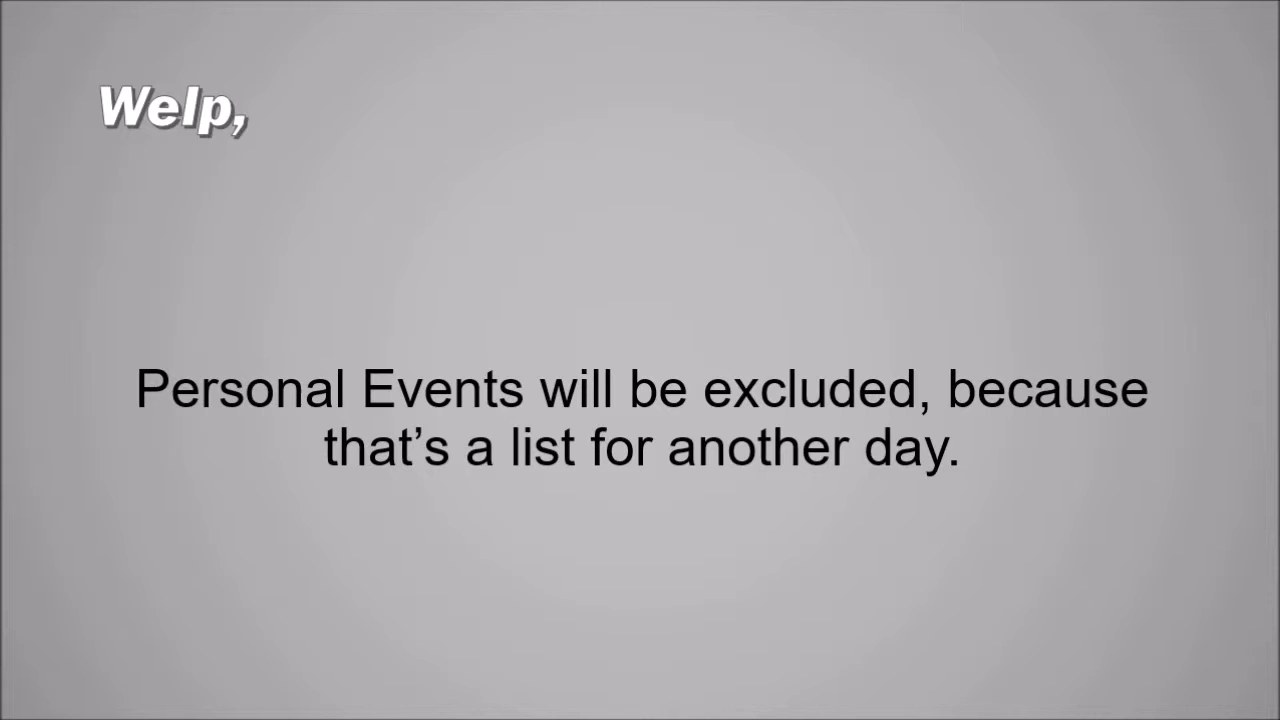 Welp,
Personal Events will be excluded, because
that’s a list for another day.